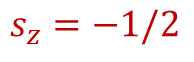 s_z = −1/2